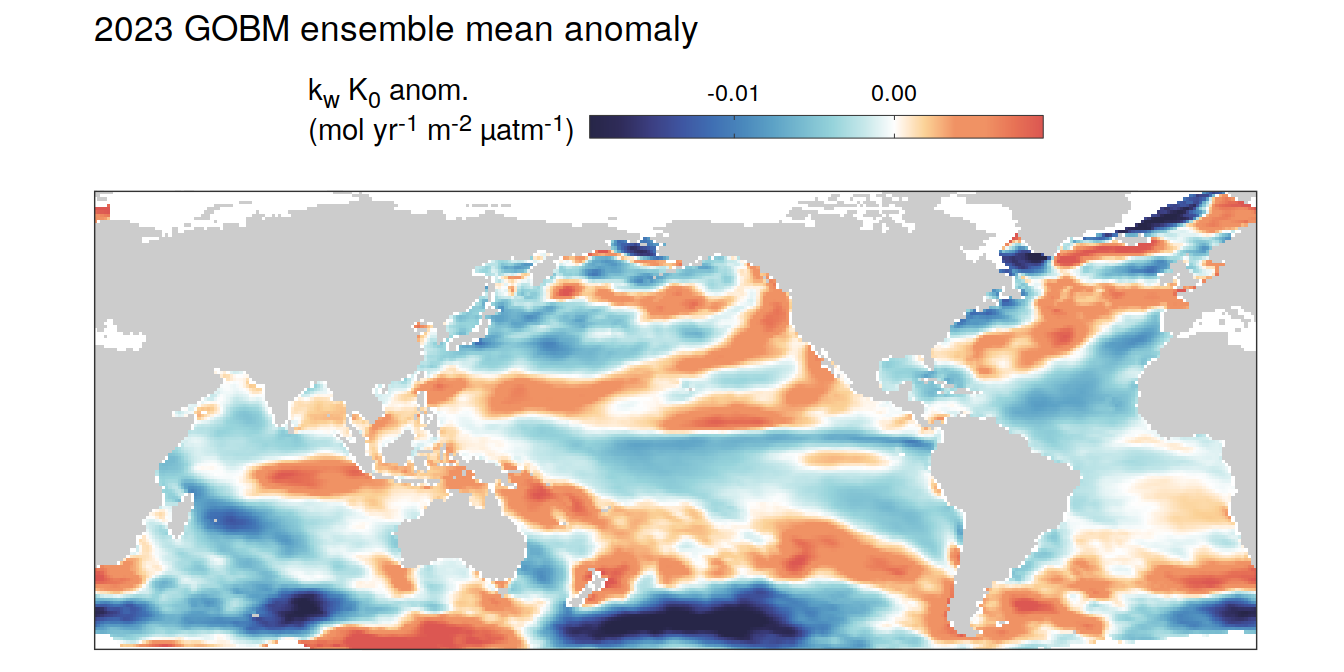 2023 GOBM ensemble mean anomaly
k_w K_0 anom.
(mol yr⁻¹ m⁻² µatm⁻¹)
-0.01 0.00